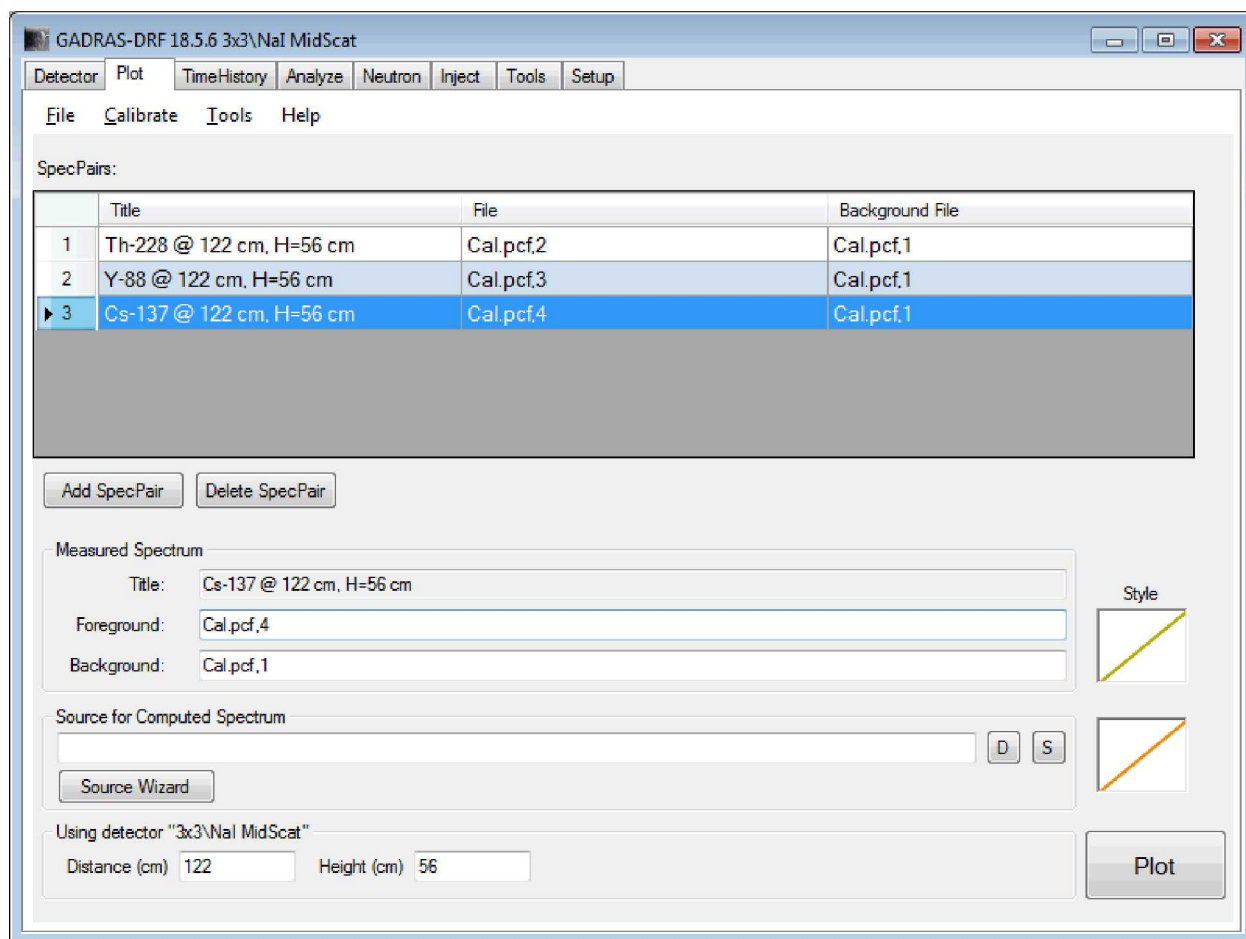 GADRAS-DRF 18.5.6 3x3\NaI MidScat
Detector Plot TimeHistory Analyze Neutron Inject Tools Setup
File Calibrate Tools Help
SpecPairs:
Title File Background File
1 Th-228 @ 122 cm, H=56 cm Cal.pcf,2 Cal.pcf,1
2 Y-88 @ 122 cm, H=56 cm Cal.pcf,3 Cal.pcf,1
3 Cs-137 @ 122 cm, H=56 cm Cal.pcf,4 Cal.pcf,1
Add SpecPair Delete SpecPair
Measured Spectrum
Title: Cs-137 @ 122 cm, H=56 cm
Style
Foreground: Cal.pcf,4
Background: Cal.pcf,1
Source for Computed Spectrum
D S
Source Wizard
Using detector "3x3\NaI MidScat"
Distance (cm) 122 Height (cm) 56
Plot